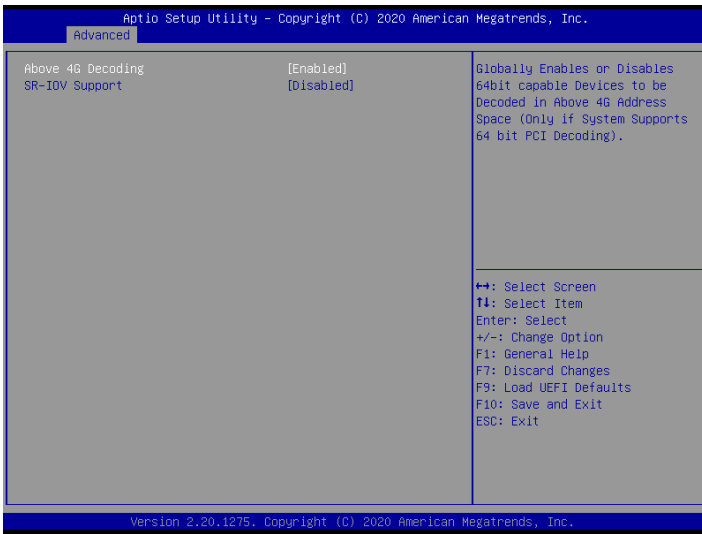 Aptio Setup Utility – Copyright (C) 2020 American Megatrends, Inc.
Advanced
Above 4G Decoding [Enabled]
SR-IOV Support [Disabled]
Globally Enables or Disables
64bit capable Devices to be
Decoded in Above 4G Address
Space (Only if System Supports
64 bit PCI Decoding).
↔: Select Screen
↑↓: Select Item
Enter: Select
+/-: Change Option
F1: General Help
F7: Discard Changes
F9: Load UEFI Defaults
F10: Save and Exit
ESC: Exit
Version 2.20.1275. Copyright (C) 2020 American Megatrends, Inc.